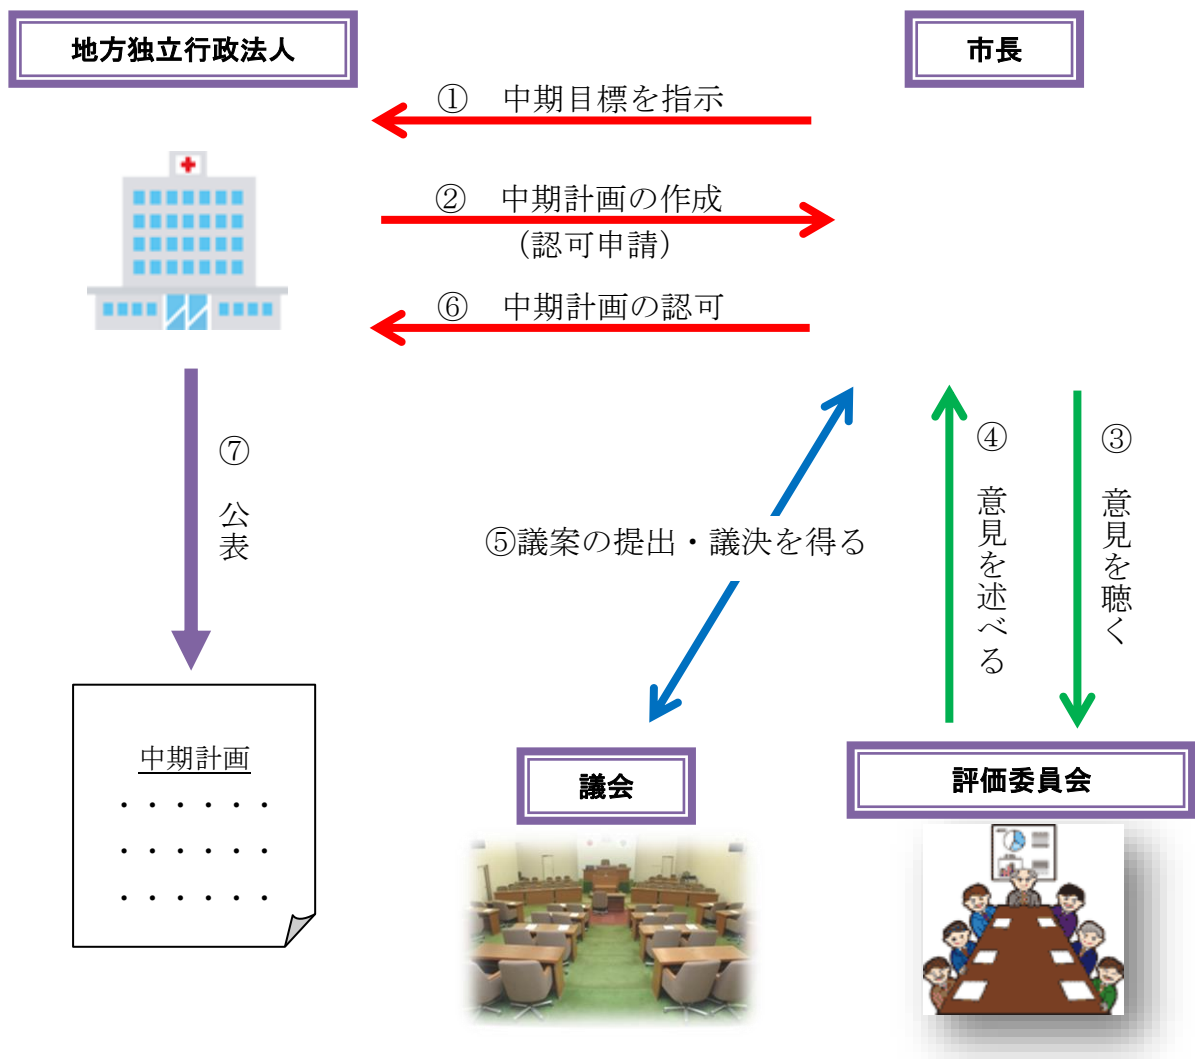 地方独立行政法人
市長
① 中期目標を指示
② 中期計画の作成
（認可申請）
⑥ 中期計画の認可
⑦ 公表
④ 意見を述べる
③ 意見を聴く
⑤議案の提出・議決を得る
中期計画
・・・・・・
・・・・・・
・・・・・・
議会
評価委員会